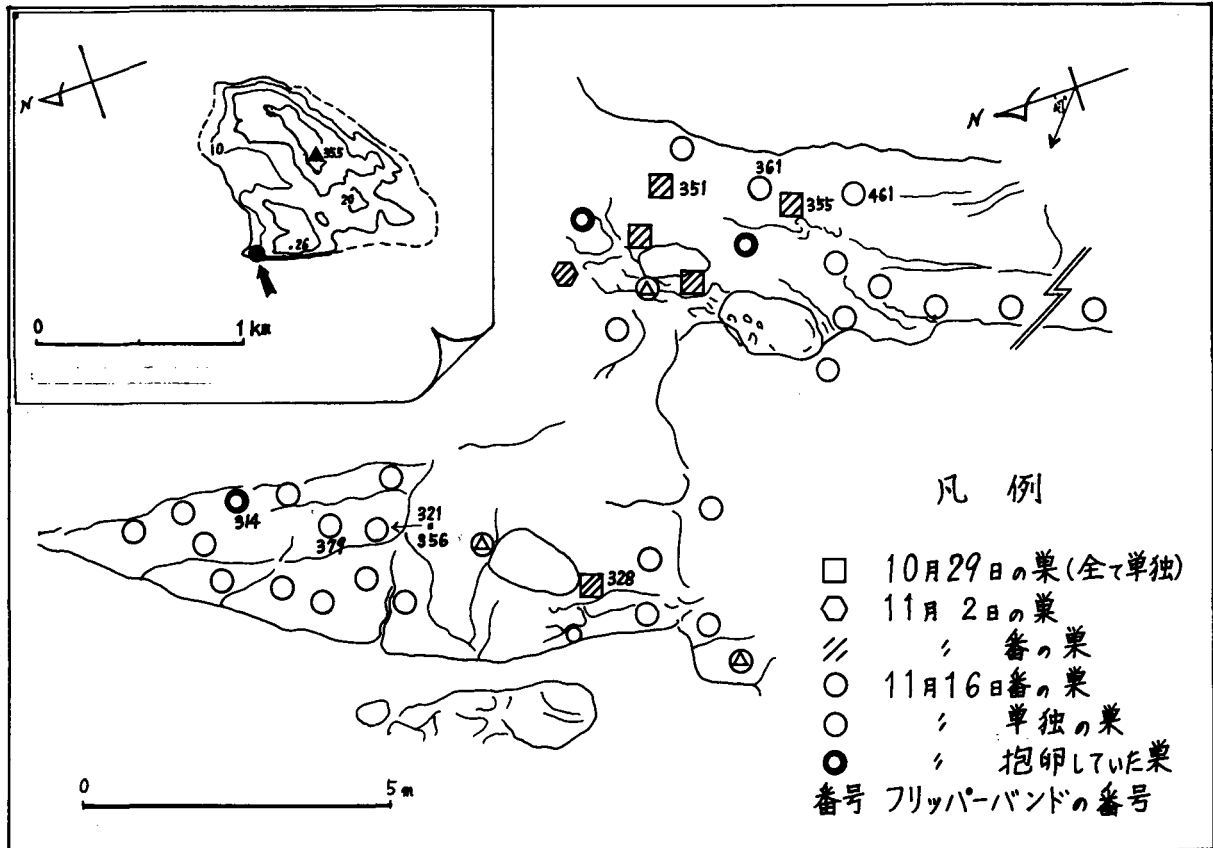 N
10
35.5
20
.26
0 1 km
N
風
361
351
355
461
314
379
321
356
328
0 5 m
凡 例
10月29日の巣(全て単独)
11月 2日の巣
〃 番の巣
11月16日番の巣
〃 単独の巣
〃 抱卵していた巣
番号 フリッパーバンドの番号